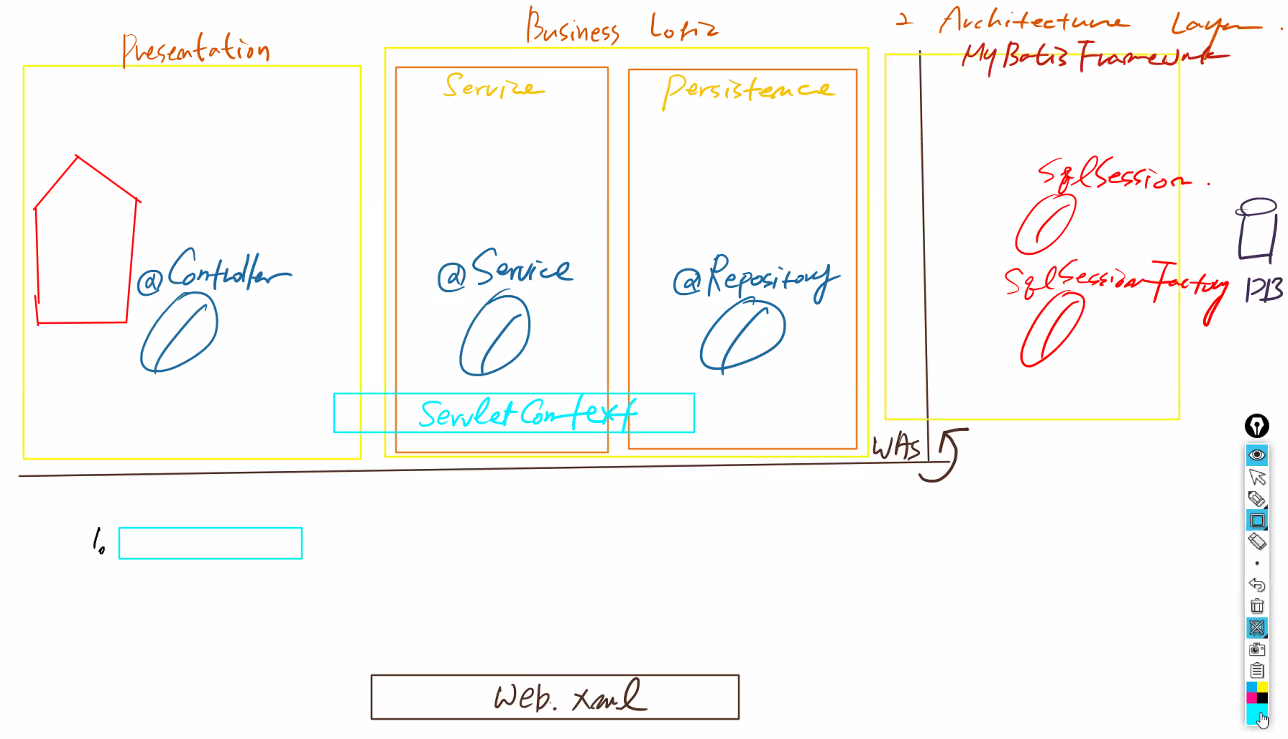 Presentation
Business Logic
2 Architecture Layer.
MyBatis Framework
Service
Persistence
SqlSession.
@Controller
@Service
@Repository
SqlSessionFactory
DB
ServletContext
WAS
1.
Web.xml